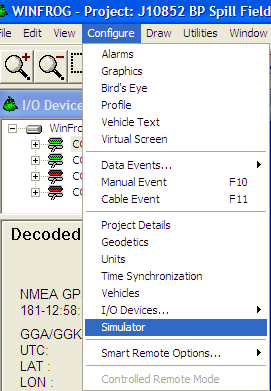 WINFROG - Project: J10852 BP Spill Field
File Edit View Configure Draw Utilities Window
Alarms
Graphics
Bird's Eye
Profile
Vehicle Text
Virtual Screen
Data Events...
Manual Event F10
Cable Event F11
Project Details
Geodetics
Units
Time Synchronization
Vehicles
I/O Devices...
Simulator
Smart Remote Options...
Controlled Remote Mode
I/O Device
WinFro
CO
CO
CO
CO
Decoded
NMEA GP
181-12:58:
GGA/GGK
UTC:
LAT :
LON :